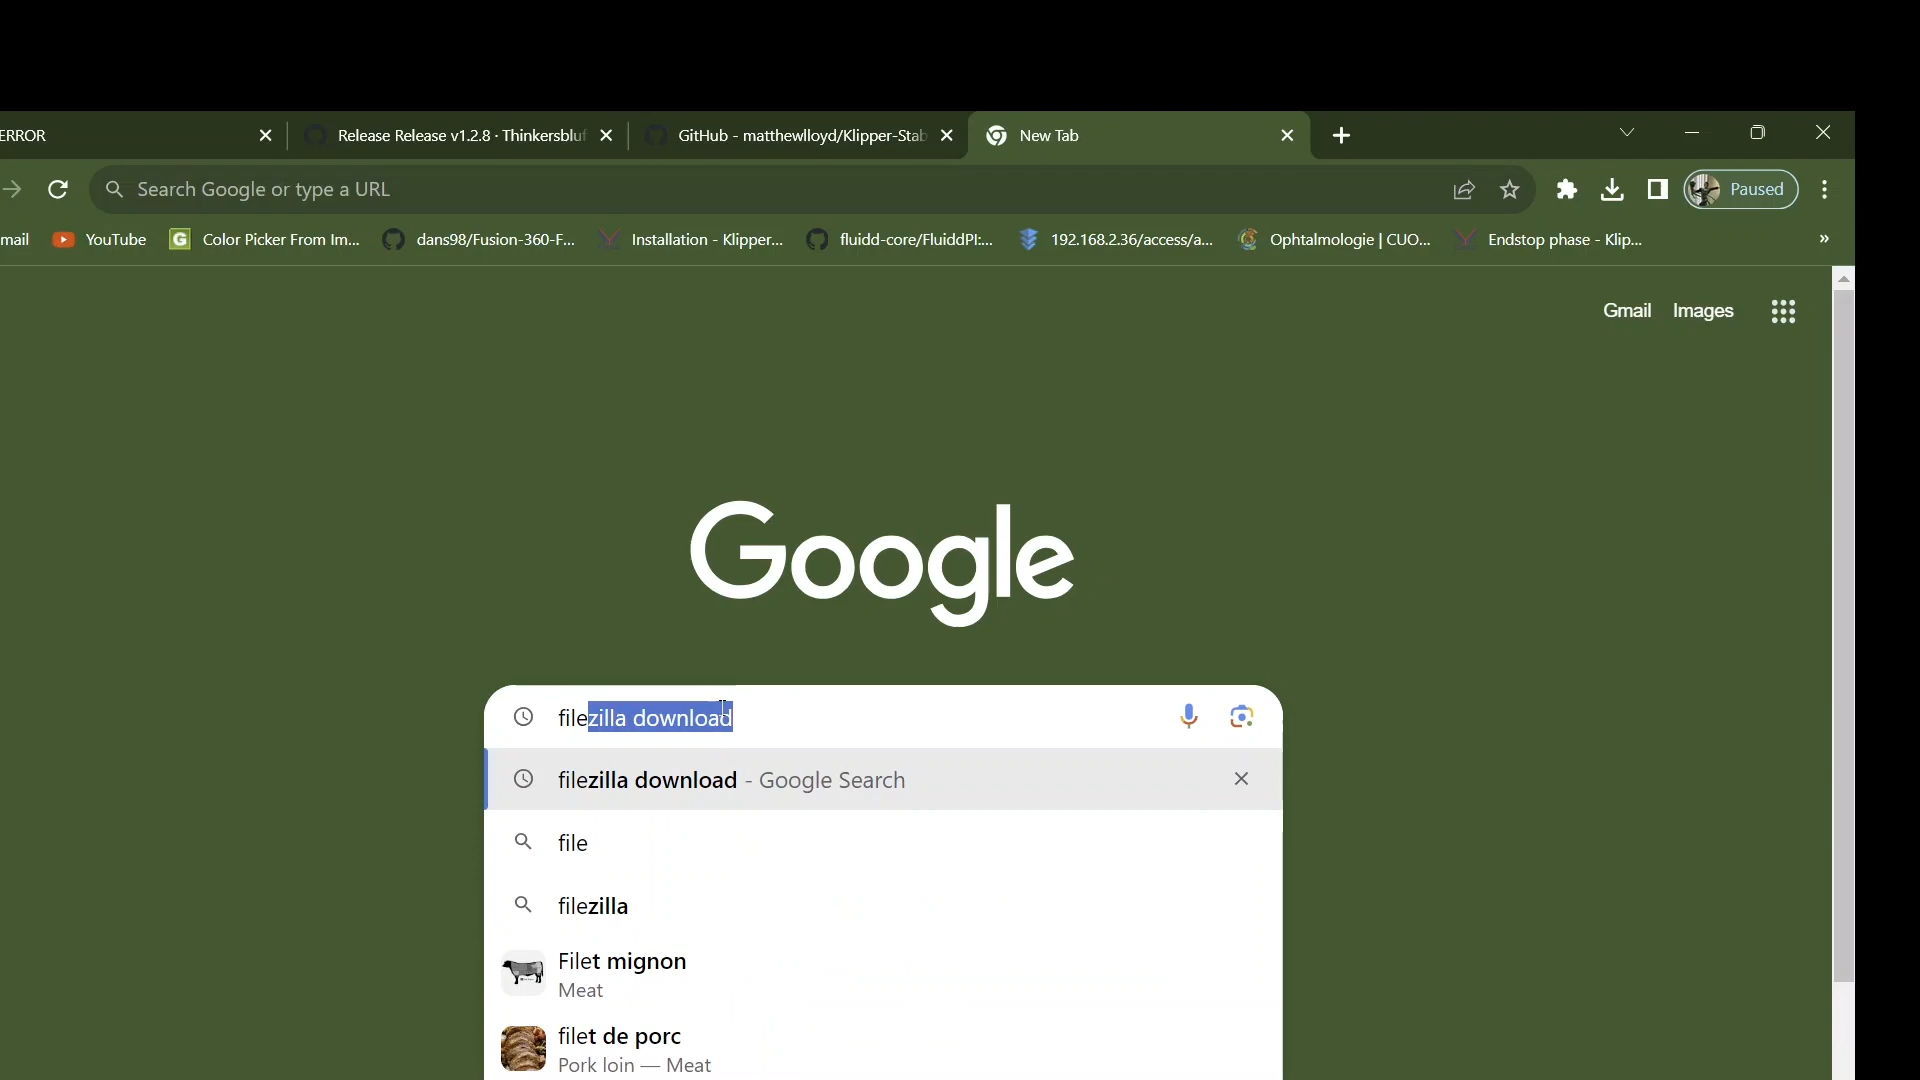 ERROR
Release Release v1.2.8 · Thinkersbluf
GitHub - matthewlloyd/Klipper-Stab
New Tab
Search Google or type a URL
Paused
mail
YouTube
G Color Picker From Im...
dans98/Fusion-360-F...
Installation - Klipper...
fluidd-core/FluiddPI:...
192.168.2.36/access/a...
Ophtalmologie | CUO...
Endstop phase - Klip...
»
Gmail Images
Google
filezilla download
filezilla download - Google Search
file
filezilla
Filet mignon
Meat
filet de porc
Pork loin — Meat